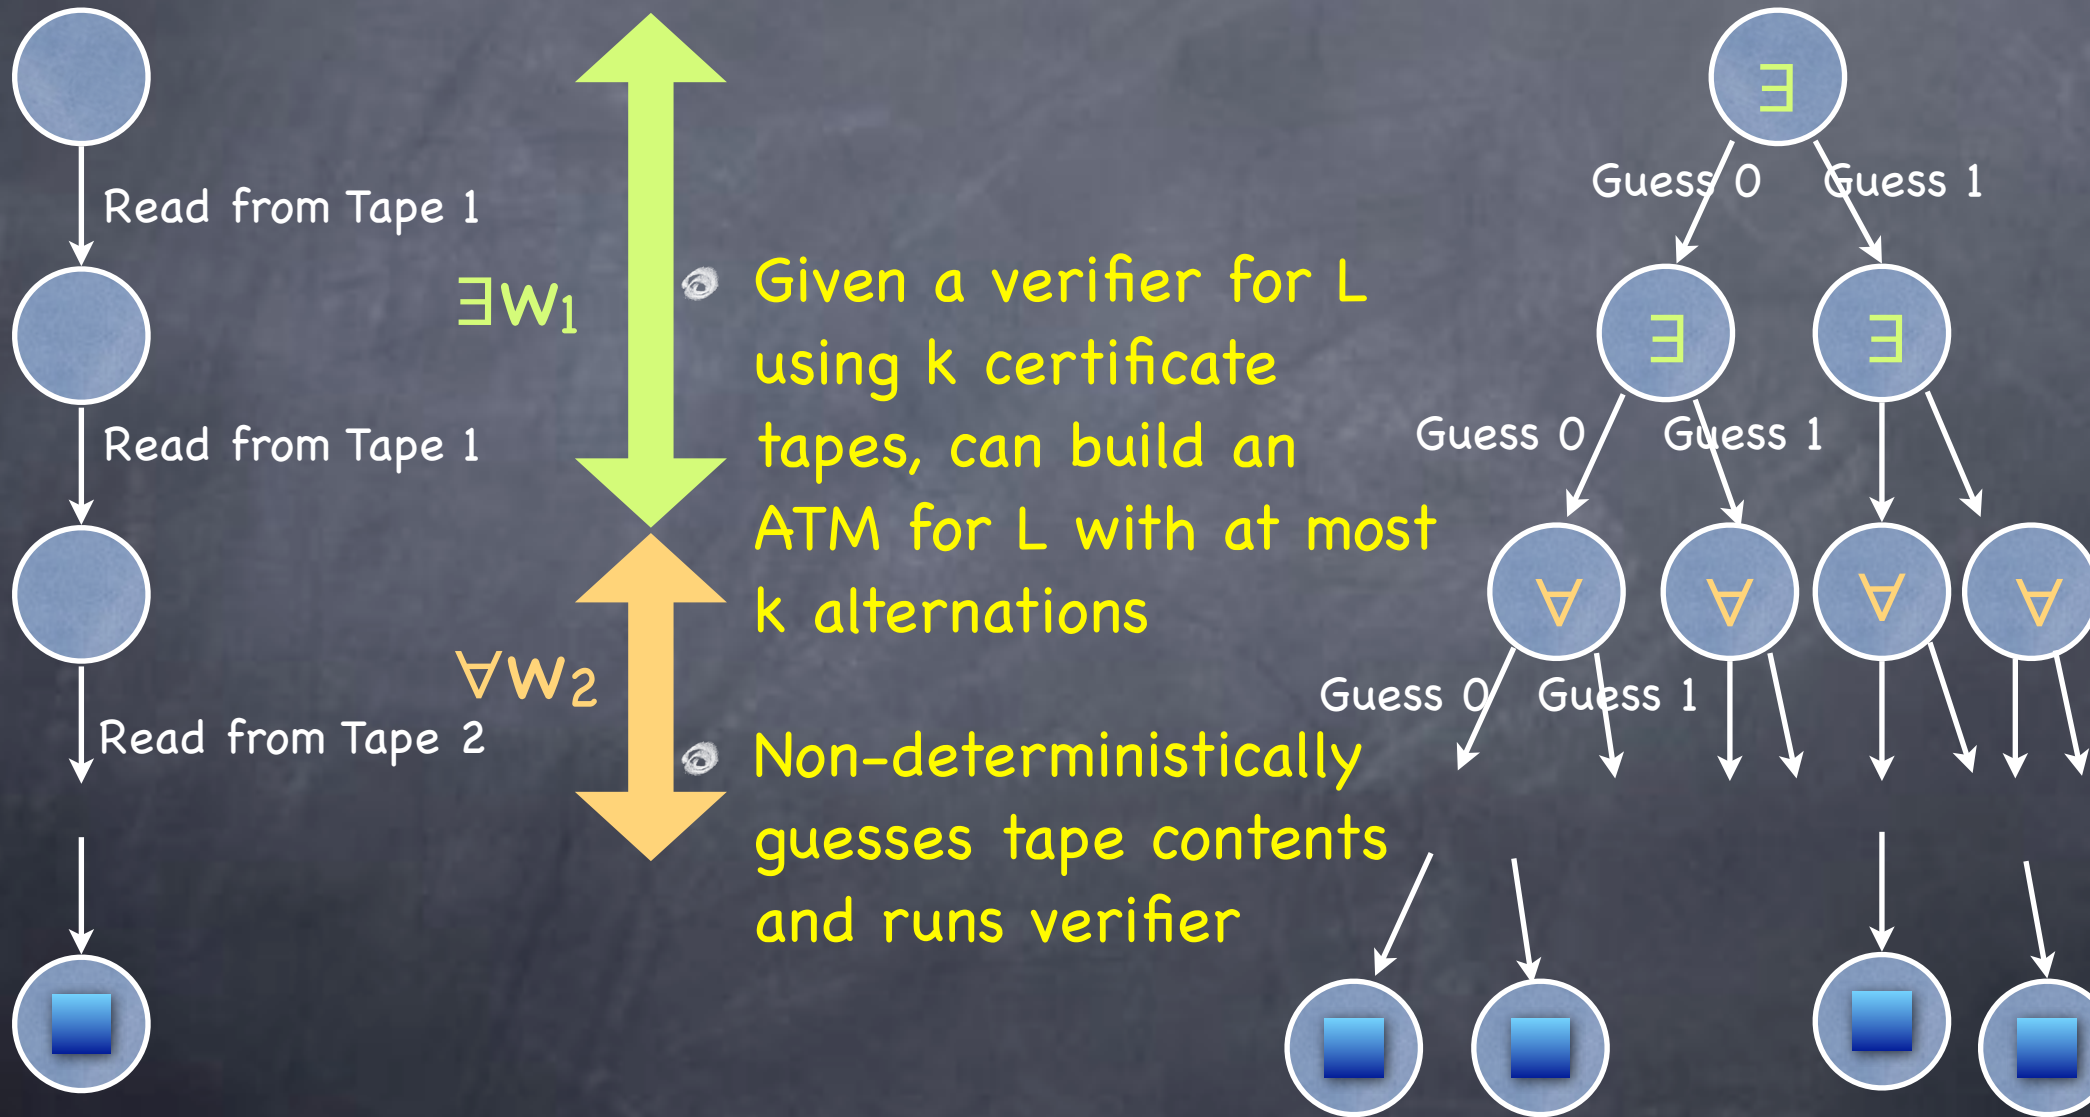 Read from Tape 1
Read from Tape 1
Read from Tape 2
∃w₁
∀w₂
Given a verifier for L
using k certificate
tapes, can build an
ATM for L with at most
k alternations
Non-deterministically
guesses tape contents
and runs verifier
∃
Guess 0 Guess 1
∃ ∃
Guess 0 Guess 1
∀ ∀ ∀ ∀
Guess 0 Guess 1